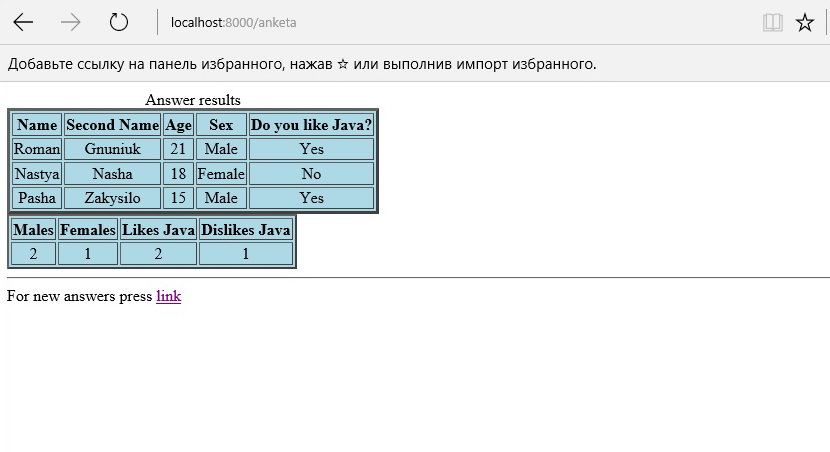 localhost:8000/anketa
Добавьте ссылку на панель избранного, нажав ☆ или выполнив импорт избранного.
Answer results
Name Second Name Age Sex Do you like Java?
Roman Gnuniuk 21 Male Yes
Nastya Nasha 18 Female No
Pasha Zakysilo 15 Male Yes
Males Females Likes Java Dislikes Java
2 1 2 1
For new answers press link